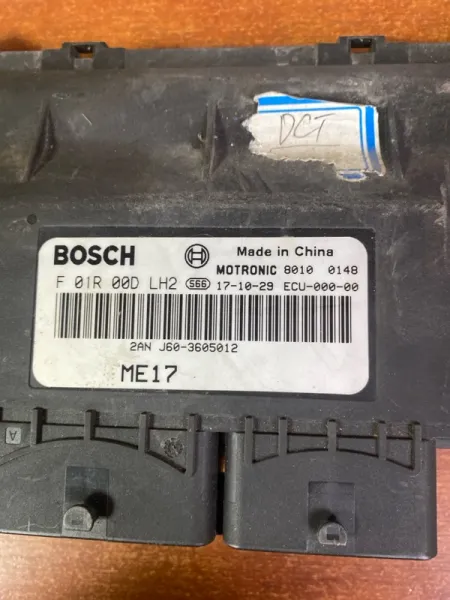 DCT
BOSCH
Made in China
MOTRONIC 8010 0148
F 01R 00D LH2 S66 17-10-29 ECU-000-00
2AN J60-3605012
ME17
A